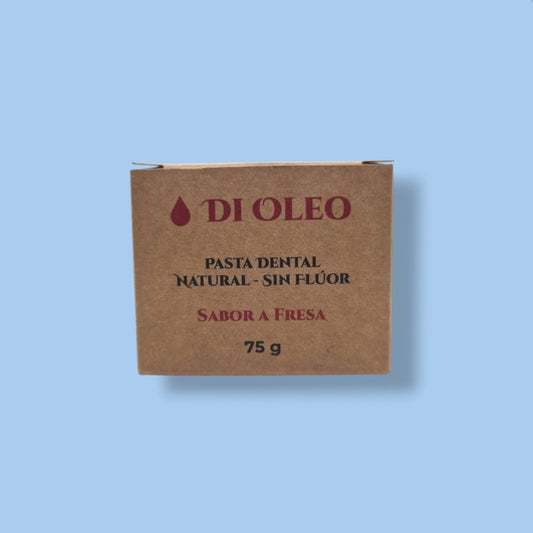 DI OLEO
PASTA DENTAL
NATURAL - SIN FLÚOR
SABOR A FRESA
75 g